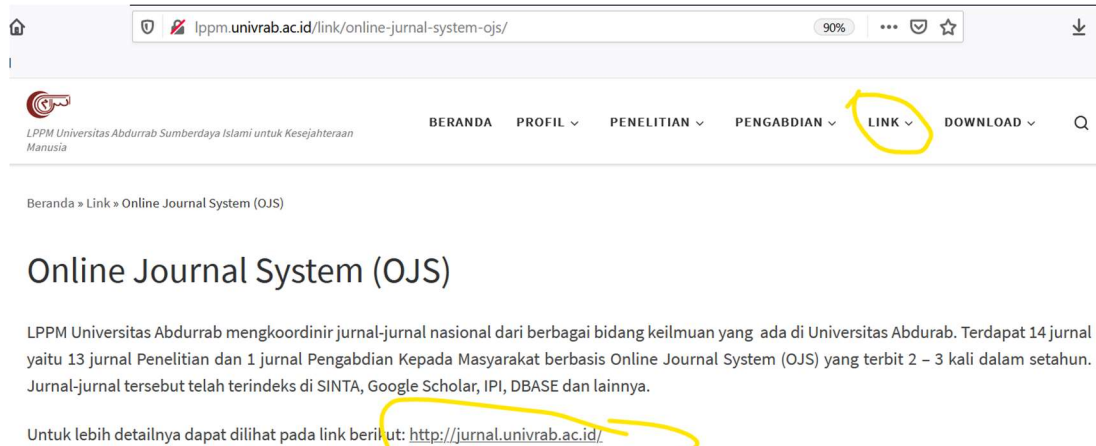 lppm.univrab.ac.id/link/online-jurnal-system-ojs/
90%
LPPM Universitas Abdurrab Sumberdaya Islami untuk Kesejahteraan
Manusia
BERANDA PROFIL PENELITIAN PENGABDIAN LINK DOWNLOAD
Beranda » Link » Online Journal System (OJS)
Online Journal System (OJS)
LPPM Universitas Abdurrab mengkoordinir jurnal-jurnal nasional dari berbagai bidang keilmuan yang ada di Universitas Abdurab. Terdapat 14 jurnal
yaitu 13 jurnal Penelitian dan 1 jurnal Pengabdian Kepada Masyarakat berbasis Online Journal System (OJS) yang terbit 2 – 3 kali dalam setahun.
Jurnal-jurnal tersebut telah terindeks di SINTA, Google Scholar, IPI, DBASE dan lainnya.
Untuk lebih detailnya dapat dilihat pada link berikut: http://jurnal.univrab.ac.id/